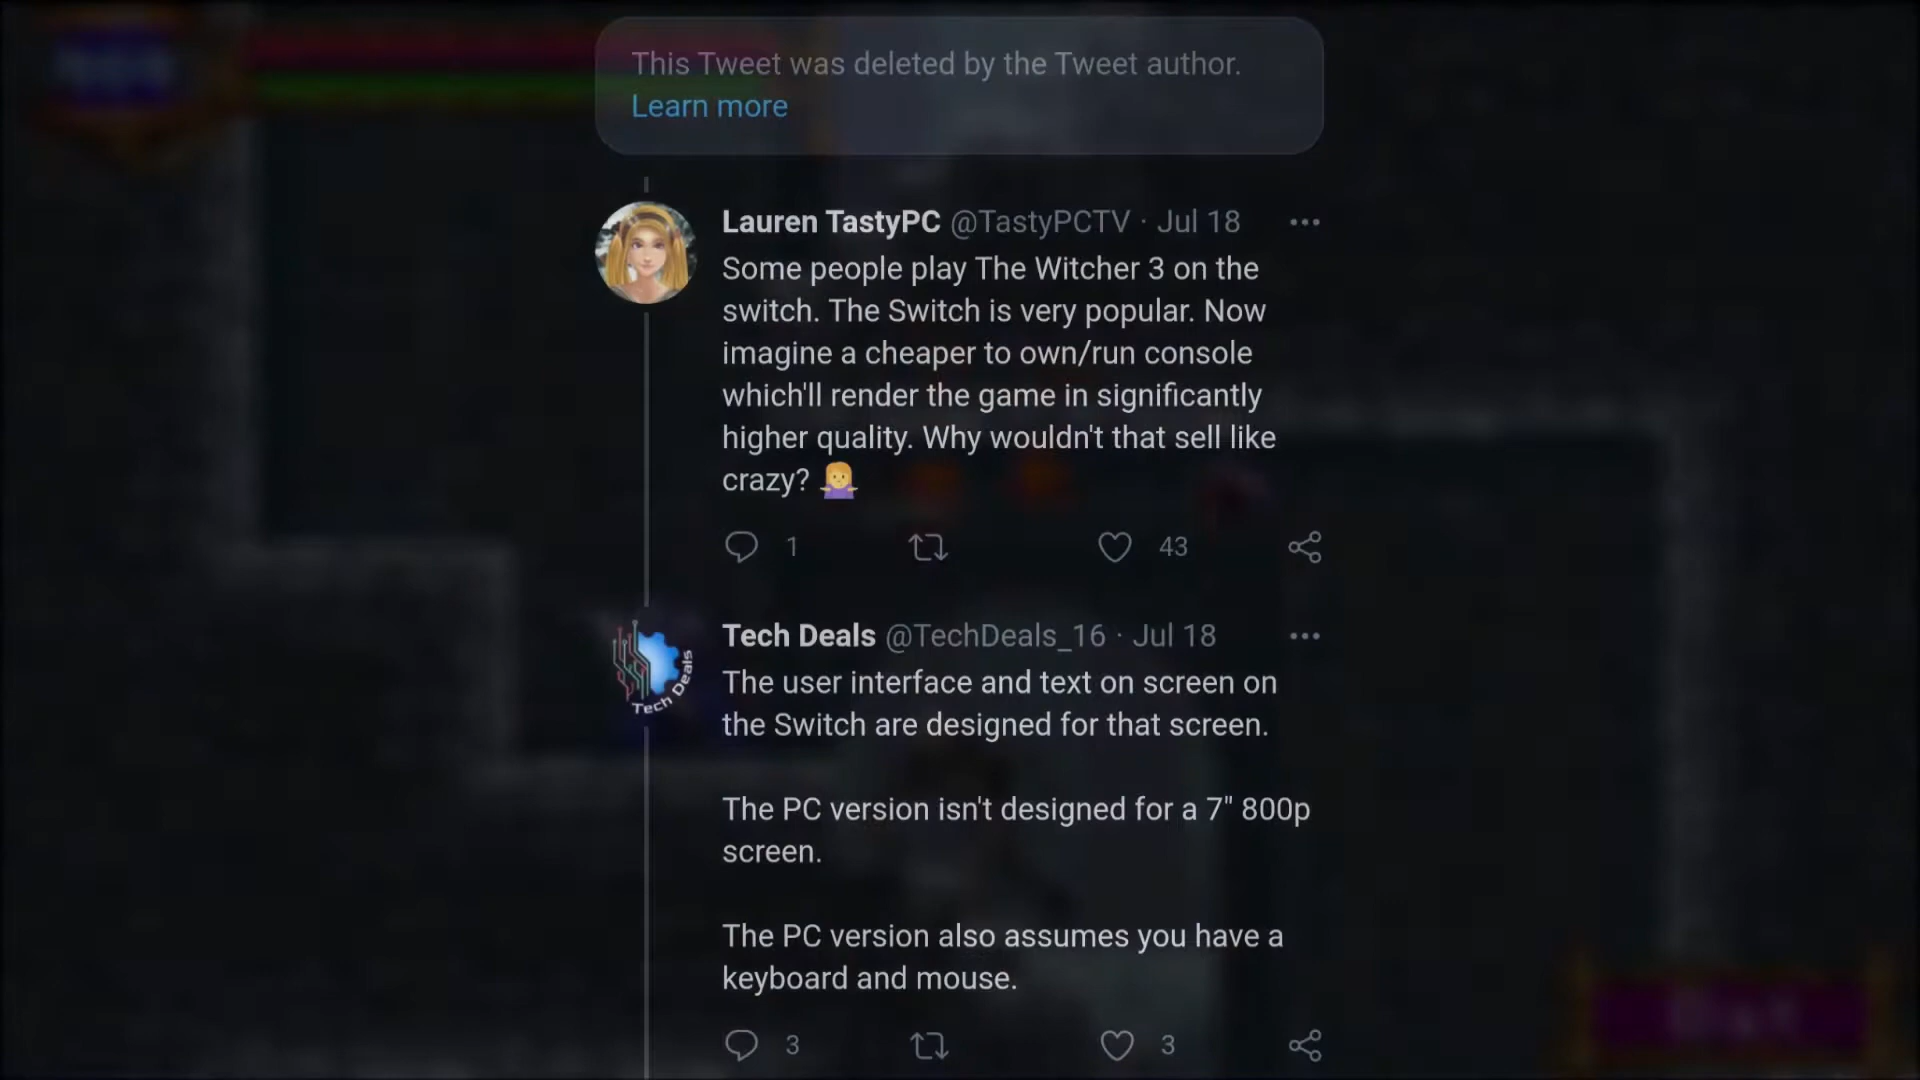 This Tweet was deleted by the Tweet author.
Learn more
Lauren TastyPC @TastyPCTV · Jul 18
Some people play The Witcher 3 on the
switch. The Switch is very popular. Now
imagine a cheaper to own/run console
which'll render the game in significantly
higher quality. Why wouldn't that sell like
crazy? 🤷‍♀️
1 43
Tech Deals
Tech Deals @TechDeals_16 · Jul 18
The user interface and text on screen on
the Switch are designed for that screen.
The PC version isn't designed for a 7" 800p
screen.
The PC version also assumes you have a
keyboard and mouse.
3 3